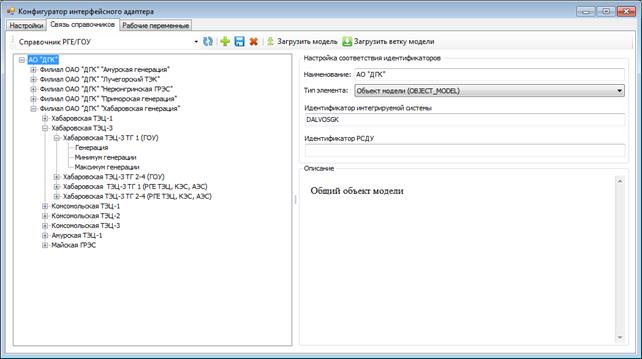 Конфигуратор интерфейсного адаптера
Настройки Связь справочников Рабочие переменные
Справочник РГЕ/ГОУ Загрузить модель Загрузить ветку модели
АО "ДГК"
Филиал ОАО "ДГК" "Амурская генерация"
Филиал ОАО "ДГК" "Лучегорский ТЭК"
Филиал ОАО "ДГК" "Нерюнгринская ГРЭС"
Филиал ОАО "ДГК" "Приморская генерация"
Филиал ОАО "ДГК" "Хабаровская генерация"
Хабаровская ТЭЦ-1
Хабаровская ТЭЦ-3
Хабаровская ТЭЦ-3 ТГ 1 (ГОУ)
Генерация
Минимум генерации
Максимум генерации
Хабаровская ТЭЦ-3 ТГ 2-4 (ГОУ)
Хабаровская ТЭЦ-3 ТГ 1 (РГЕ ТЭЦ, КЭС, АЭС)
Хабаровская ТЭЦ-3 ТГ 2-4 (РГЕ ТЭЦ, КЭС, АЭС)
Комсомольская ТЭЦ-1
Комсомольская ТЭЦ-2
Комсомольская ТЭЦ-3
Амурская ТЭЦ-1
Майская ГРЭС
Настройка соответствия идентификаторов
Наименование: АО "ДГК"
Тип элемента: Объект модели (OBJECT_MODEL)
Идентификатор интегрируемой системы
DALVOSGK
Идентификатор РСДУ
Описание
Общий объект модели